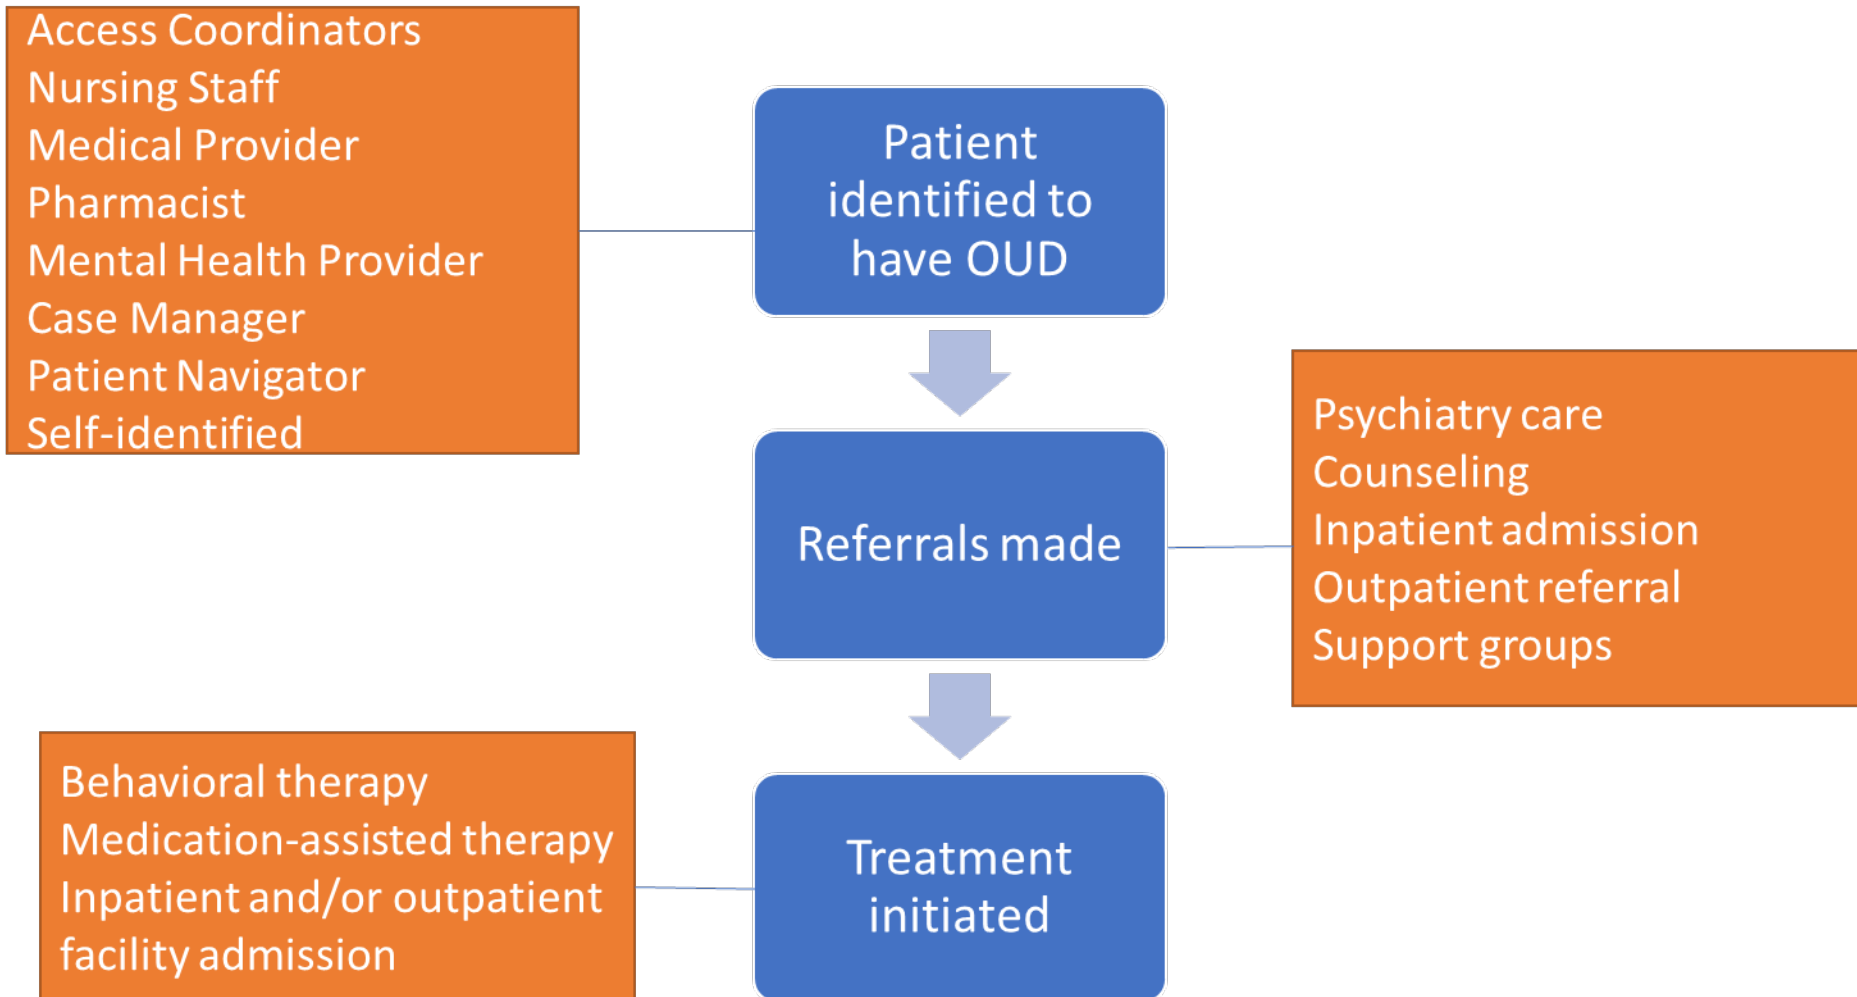 Access Coordinators
Nursing Staff
Medical Provider
Pharmacist
Mental Health Provider
Case Manager
Patient Navigator
Self-identified
Patient
identified to
have OUD
Referrals made
Psychiatry care
Counseling
Inpatient admission
Outpatient referral
Support groups
Behavioral therapy
Medication-assisted therapy
Inpatient and/or outpatient
facility admission
Treatment
initiated